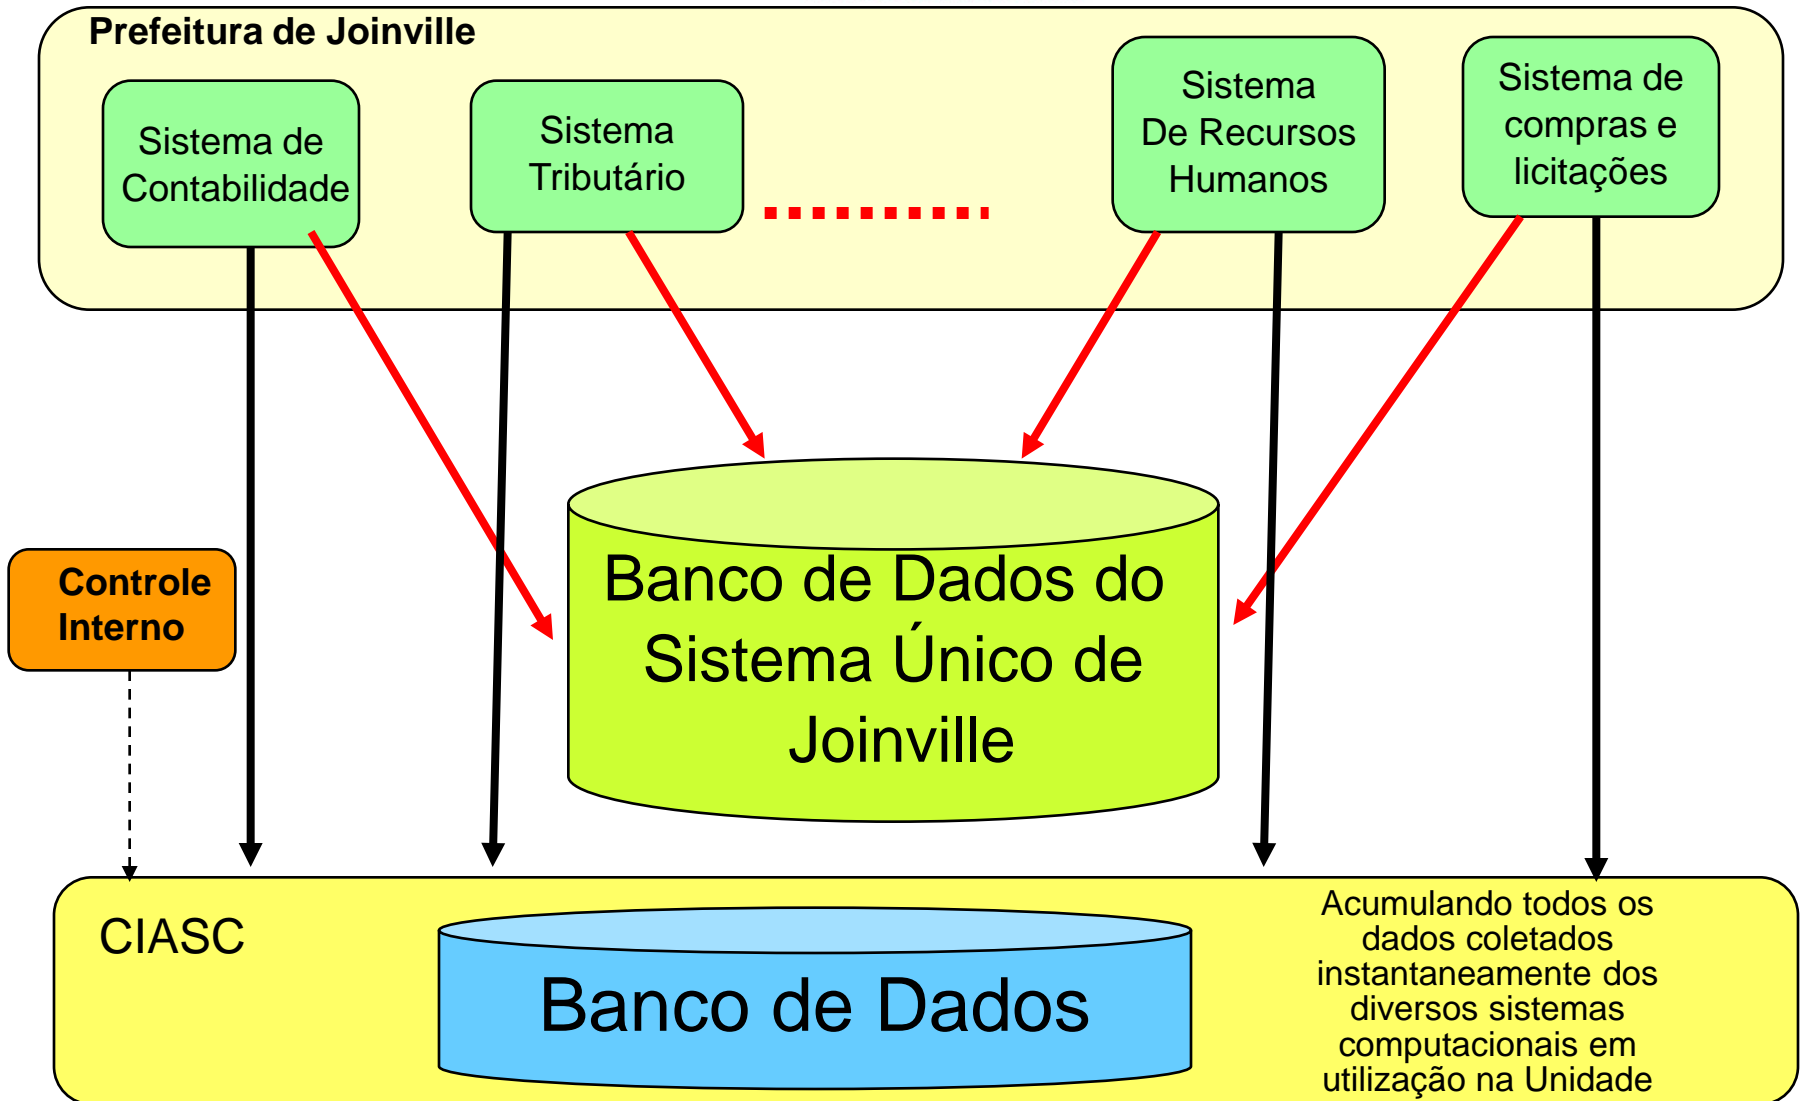 Prefeitura de Joinville
Sistema de
Contabilidade
Sistema
Tributário
Sistema
De Recursos
Humanos
Sistema de
compras e
licitações
Banco de Dados do
Sistema Único de
Joinville
Controle
Interno
CIASC
Banco de Dados
Acumulando todos os
dados coletados
instantaneamente dos
diversos sistemas
computacionais em
utilização na Unidade